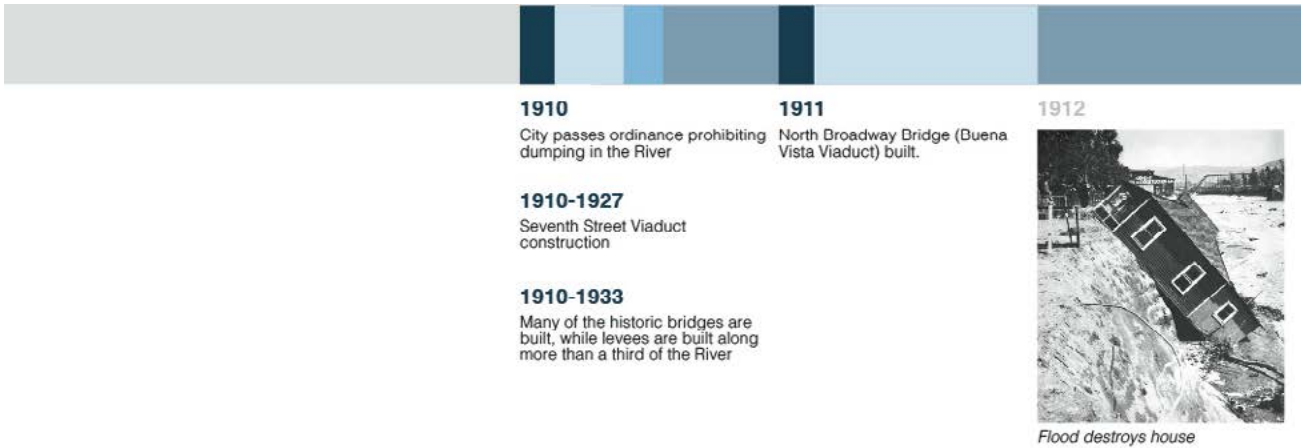 1910
City passes ordinance prohibiting
dumping in the River
1910-1927
Seventh Street Viaduct
construction
1910-1933
Many of the historic bridges are
built, while levees are built along
more than a third of the River
1911
North Broadway Bridge (Buena
Vista Viaduct) built.
1912
Flood destroys house